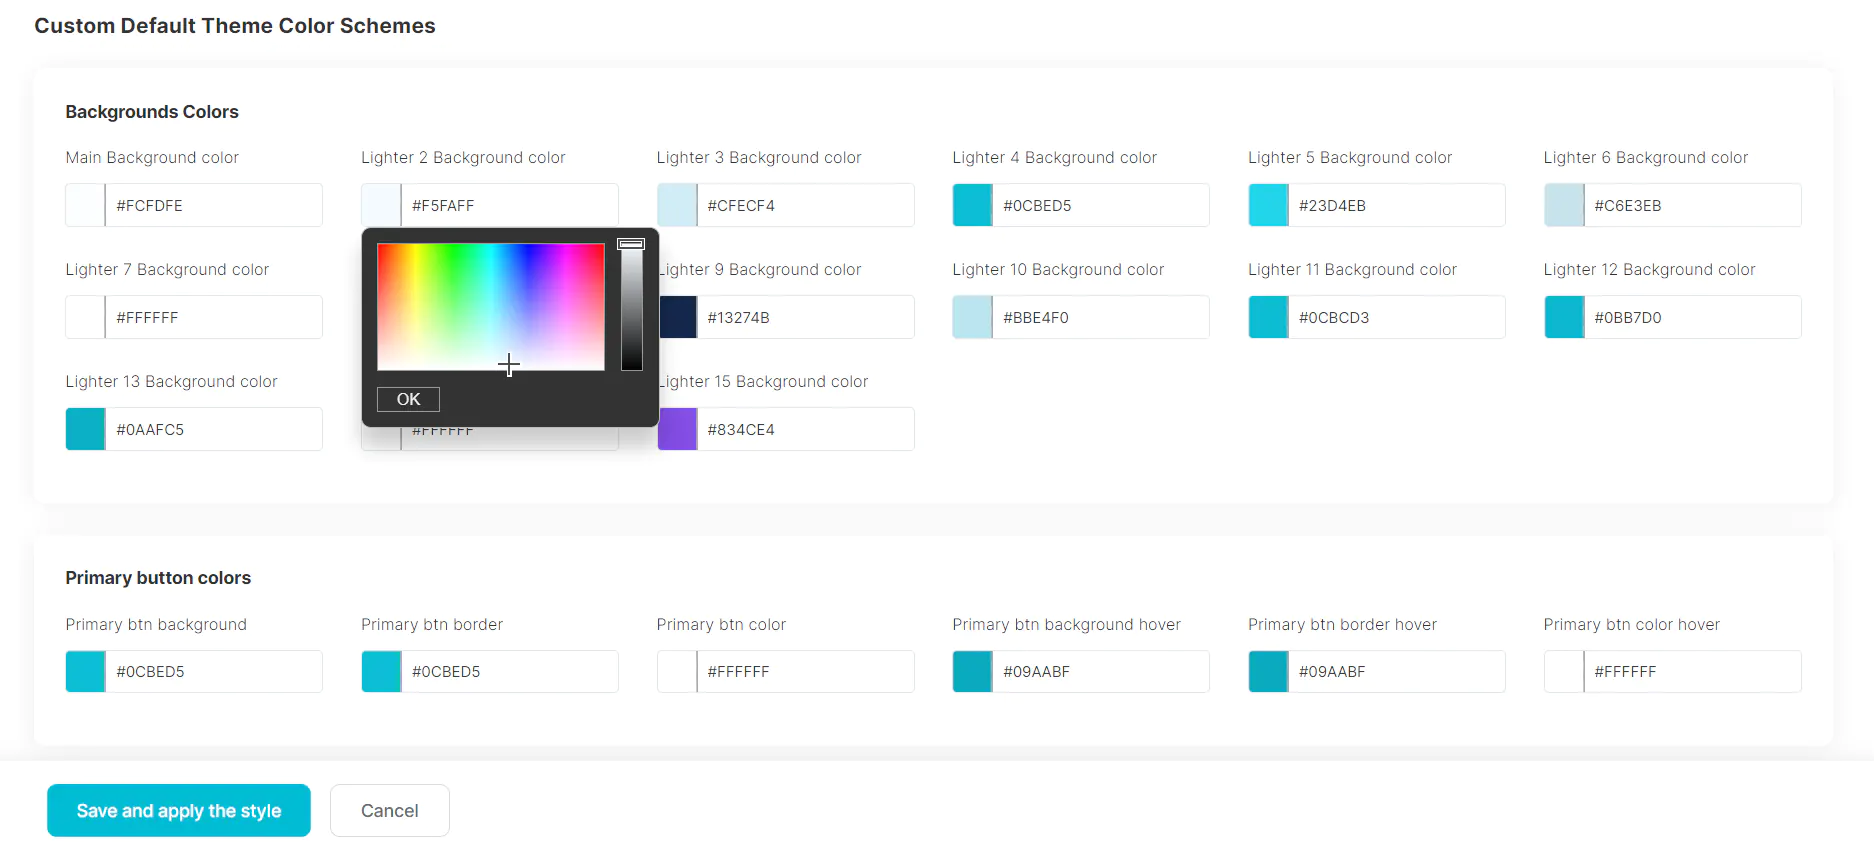 Custom Default Theme Color Schemes
Backgrounds Colors
Main Background color
Lighter 2 Background color
Lighter 3 Background color
Lighter 4 Background color
Lighter 5 Background color
Lighter 6 Background color
#FCFDFE
#F5FAFF
#CFECF4
#0CBED5
#23D4EB
#C6E3EB
Lighter 7 Background color
Lighter 9 Background color
Lighter 10 Background color
Lighter 11 Background color
Lighter 12 Background color
#FFFFFF
#13274B
#BBE4F0
#0CBCD3
#0BB7D0
Lighter 13 Background color
Lighter 15 Background color
OK
#0AAFC5
#FFFFFF
#834CE4
Primary button colors
Primary btn background
Primary btn border
Primary btn color
Primary btn background hover
Primary btn border hover
Primary btn color hover
#0CBED5
#0CBED5
#FFFFFF
#09AABF
#09AABF
#FFFFFF
Save and apply the style
Cancel